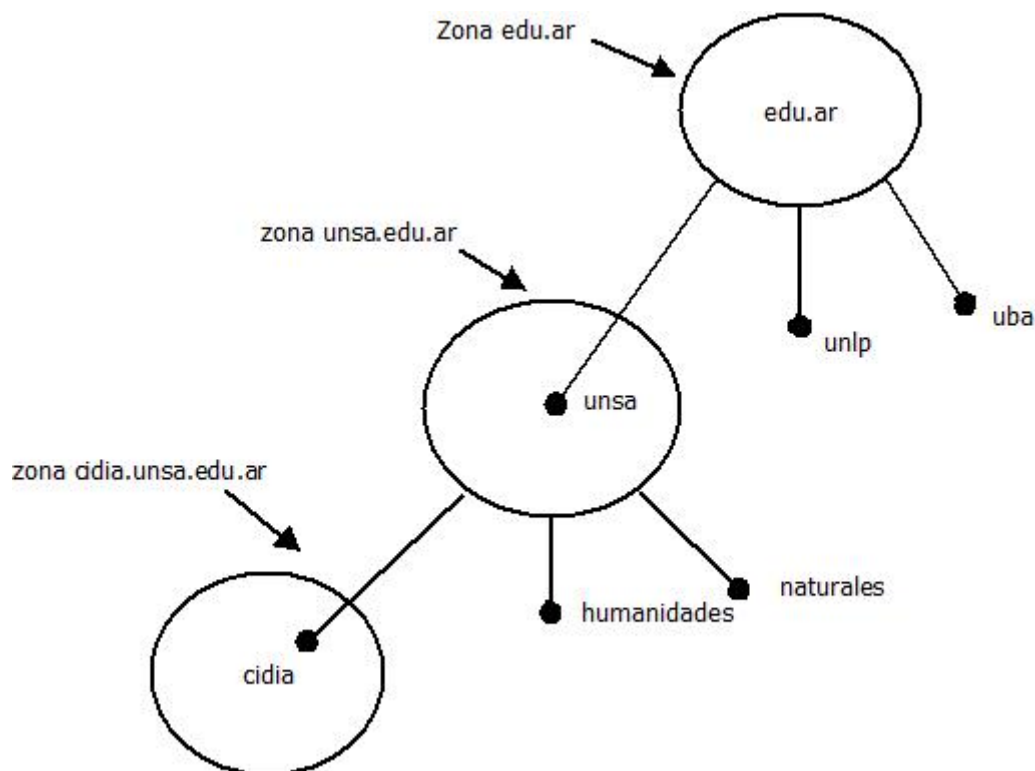 Zona edu.ar
edu.ar
zona unsa.edu.ar
uba
unlp
unsa
zona cidia.unsa.edu.ar
naturales
humanidades
cidia